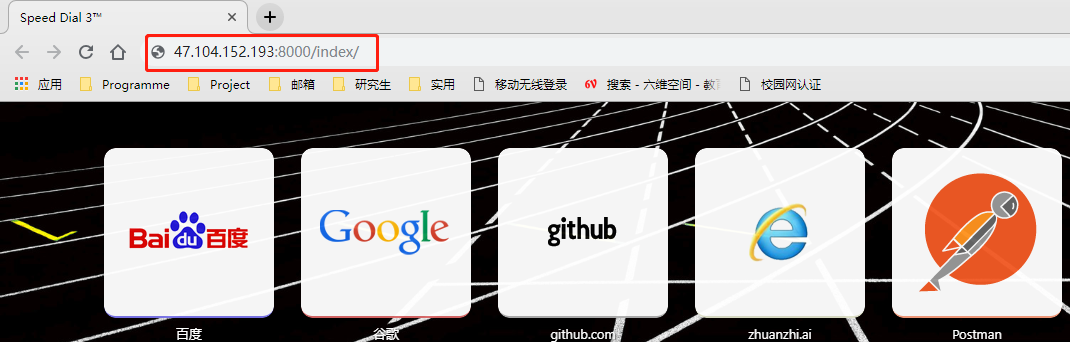 Speed Dial 3™
47.104.152.193:8000/index/
应用 Programme Project 邮箱 研究生 实用 移动无线登录 6V 搜索 - 六维空间 - 教 校园网认证
Bai du 百度 Google github
百度 谷歌 github.com zhuanzhi.ai Postman